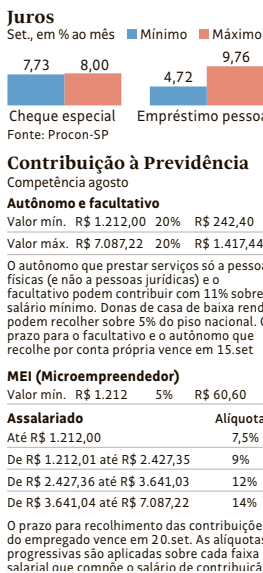 Juros
Set., em % ao mês Mínimo Máximo
7,73 8,00 4,72 9,76
Cheque especial Empréstimo pessoa
Fonte: Procon-SP
Contribuição à Previdência
Competência agosto
Autônomo e facultativo
Valor mín. R$ 1.212,00 20% R$ 242,40
Valor máx. R$ 7.087,22 20% R$ 1.417,44
O autônomo que prestar serviços só a pessoa
físicas (e não a pessoas jurídicas) e o
facultativo podem contribuir com 11% sobre
salário mínimo. Donas de casa de baixa rend
podem recolher sobre 5% do piso nacional. O
prazo para o facultativo e o autônomo que
recolhe por conta própria vence em 15.set
MEI (Microempreendedor)
Valor mín. R$ 1.212 5% R$ 60,60
Assalariado Alíquota
Até R$ 1.212,00 7,5%
De R$ 1.212,01 até R$ 2.427,35 9%
De R$ 2.427,36 até R$ 3.641,03 12%
De R$ 3.641,04 até R$ 7.087,22 14%
O prazo para recolhimento das contribuiçõe
do empregado vence em 20.set. As alíquotas
progressivas são aplicadas sobre cada faixa
salarial que compõe o salário de contribuiçã